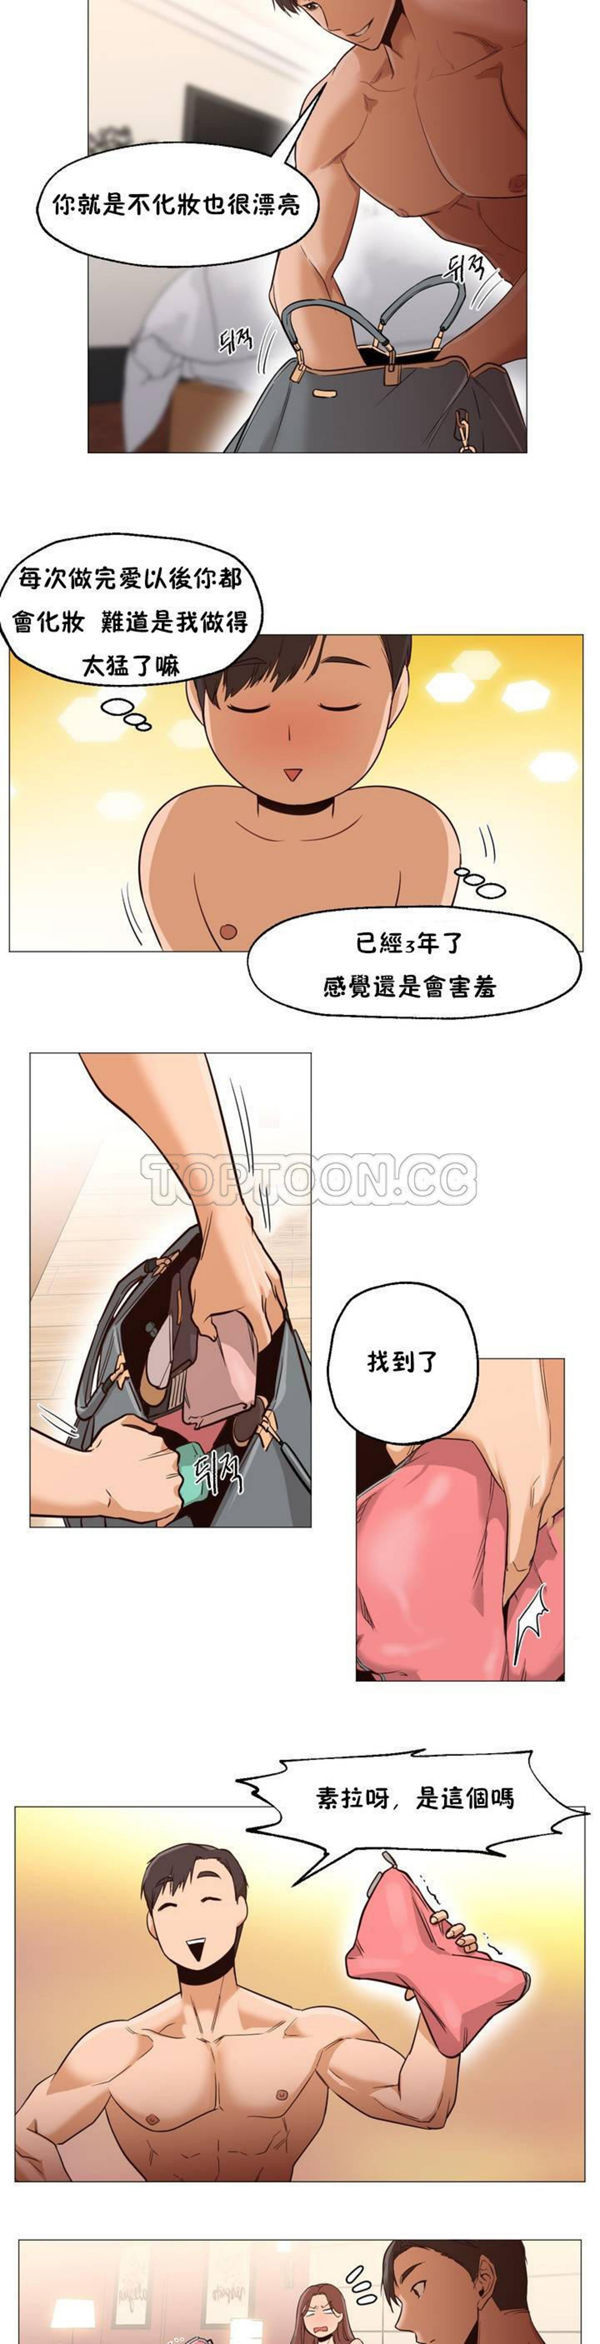 你就是不化妝也很漂亮
뒤적
뒤적
每次做完愛以後你都
會化妝 難道是我做得
太猛了嘛
已經3年了
感覺還是會害羞
TOPTOON.CC
找到了
뒤적
素拉呀, 是這個嗎